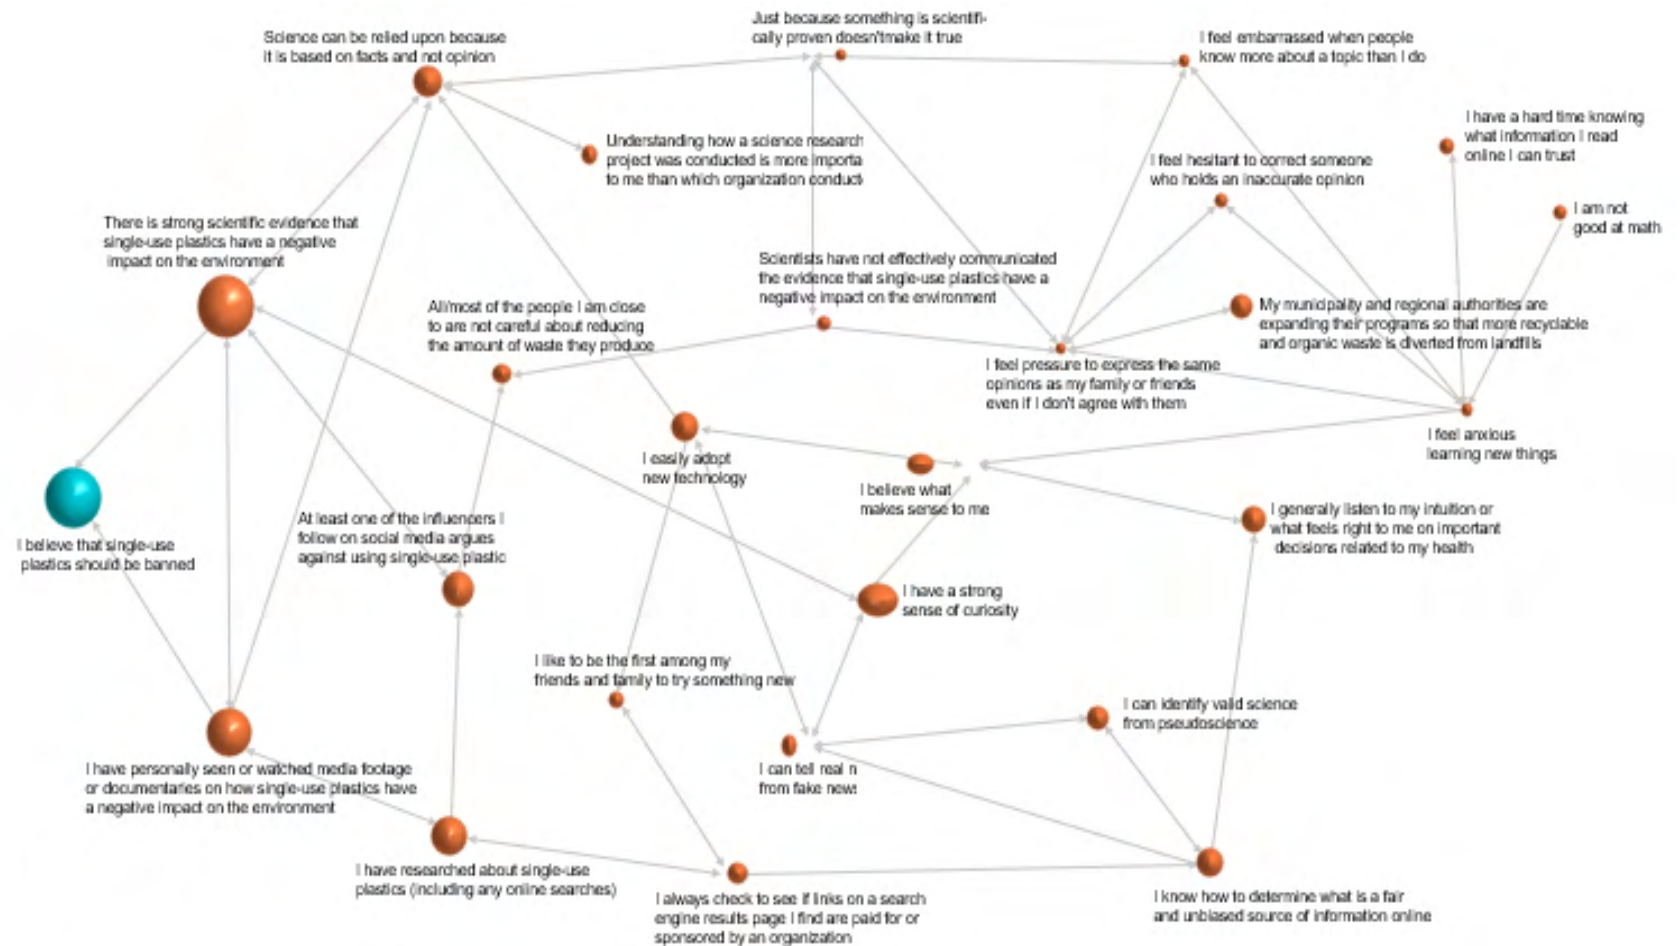 Just because something is scientifi-
cally proven doesn'tmake it true
Science can be relied upon because
it is based on facts and not opinion
I feel embarrassed when people
know more about a topic than I do
I have a hard time knowing
what information I read
online I can trust
Understanding how a science research
project was conducted is more importa
to me than which organization conduct
I feel hesitant to correct someone
who holds an inaccurate opinion
I am not
good at math
There is strong scientific evidence that
single-use plastics have a negative
impact on the environment
Scientists have not effectively communicated
the evidence that single-use plastics have a
negative impact on the environment
All/most of the people I am close
to are not careful about reducing
the amount of waste they produce
My municipality and regional authorities are
expanding their programs so that more recyclable
and organic waste is diverted from landfills
I feel pressure to express the same
opinions as my family or friends
even if I don't agree with them
I feel anxious
learning new things
I easily adopt
new technology
I believe what
makes sense to me
I generally listen to my intuition or
what feels right to me on important
decisions related to my health
At least one of the influencers I
follow on social media argues
against using single-use plastic
I believe that single-use
plastics should be banned
I have a strong
sense of curiosity
I like to be the first among my
friends and family to try something new
I can identify valid science
from pseudoscience
I have personally seen or watched media footage
or documentaries on how single-use plastics have
a negative impact on the environment
I can tell real n
from fake news
I have researched about single-use
plastics (including any online searches)
I always check to see if links on a search
engine results page I find are paid for or
sponsored by an organization
I know how to determine what is a fair
and unbiased source of information online